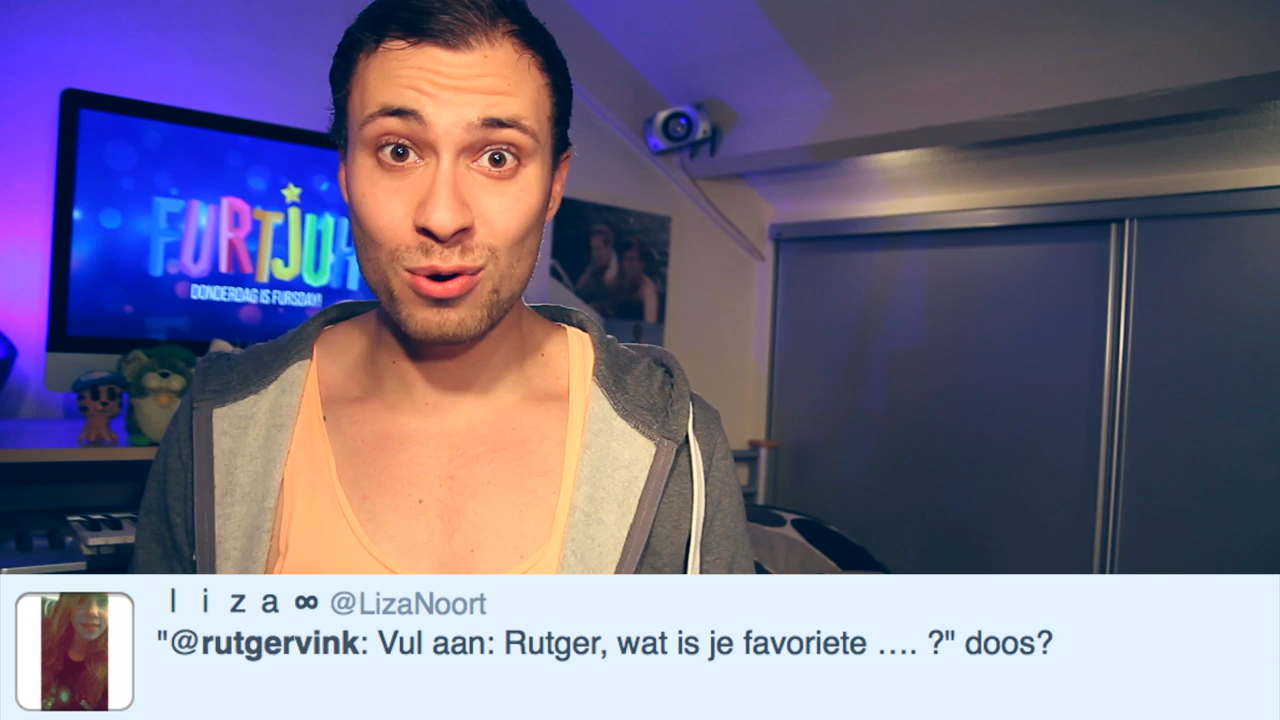 FURTJUH
DONDERDAG IS FURSDAY!
l i z a ∞ @LizaNoort
"@rutgervink: Vul aan: Rutger, wat is je favoriete .... ?" doos?